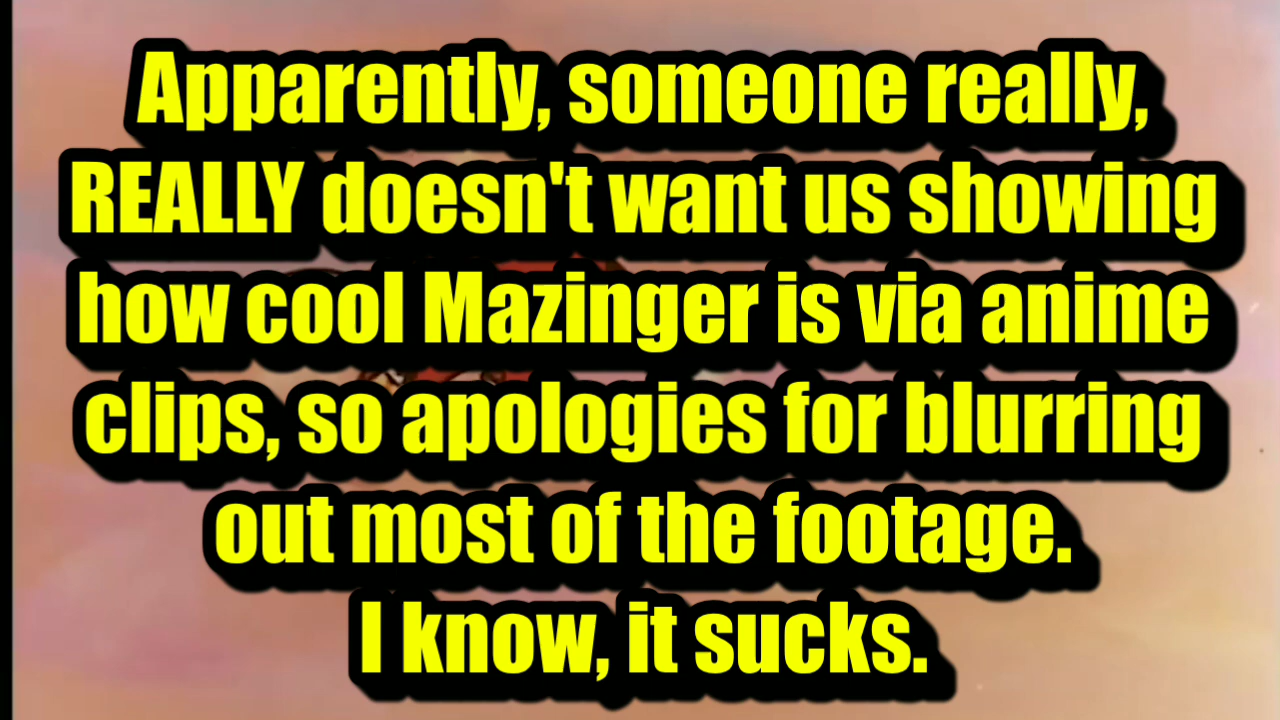 Apparently, someone really,
REALLY doesn't want us showing
how cool Mazinger is via anime
clips, so apologies for blurring
out most of the footage.
I know, it sucks.